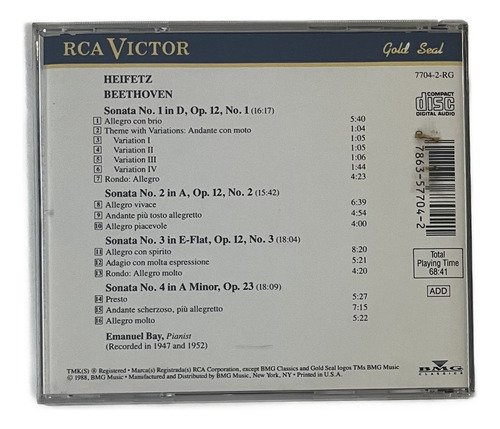 RCA VICTOR Gold Seal
7704-2-RG
HEIFETZ
BEETHOVEN
COMPACT
disc
DIGITAL AUDIO
Sonata No. 1 in D, Op. 12, No. 1 (16:17)
1 Allegro con brio 5:40
2 Theme with Variations: Andante con moto 1:04
3 Variation I 1:05
4 Variation II 1:05
5 Variation III 1:06
6 Variation IV 1:44
7 Rondo: Allegro 4:23
Sonata No. 2 in A, Op. 12, No. 2 (15:42)
8 Allegro vivace 6:39
9 Andante più tosto allegretto 4:54
10 Allegro piacevole 4:00
Sonata No. 3 in E-Flat, Op. 12, No. 3 (18:04)
11 Allegro con spirito 8:20
12 Adagio con molta espressione 5:21
13 Rondo: Allegro molto 4:20
Sonata No. 4 in A Minor, Op. 23 (18:09)
14 Presto 5:27
15 Andante scherzoso, più allegretto 7:15
16 Allegro molto 5:22
Emanuel Bay, Pianist
(Recorded in 1947 and 1952)
7863-57704-2
Total
Playing Time
68:41
ADD
TMK(S) ® Registered • Marca(s) Registrada(s) RCA Corporation, except BMG Classics and Gold Seal logos TMs BMG Music
© 1988, BMG Music • Manufactured and Distributed by BMG Music, New York, NY • Printed in U.S.A.
BMG
CLASSICS